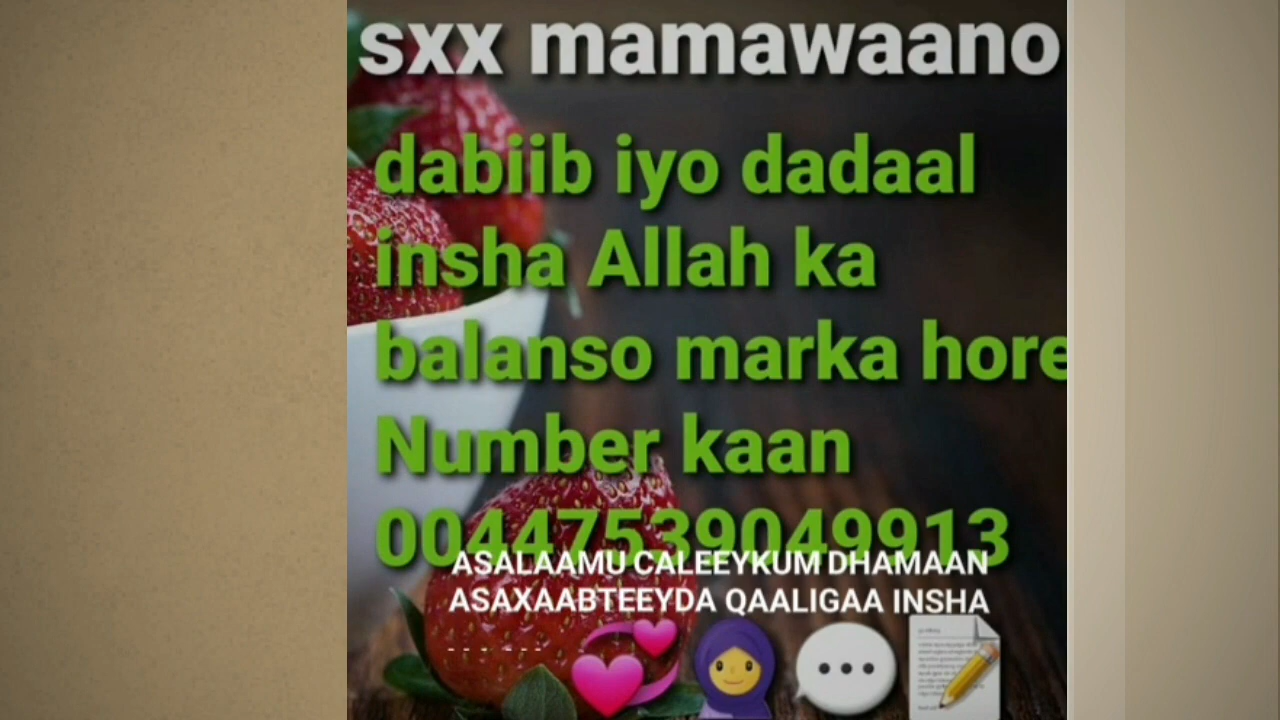 sxx mamawaano
dabiib iyo dadaal
insha Allah ka
balanso marka hore
Number kaan
00447539049913
ASALAAMU CALEEYKUM DHAMAAN
ASAXAABTEEYDA QAALIGAA INSHA